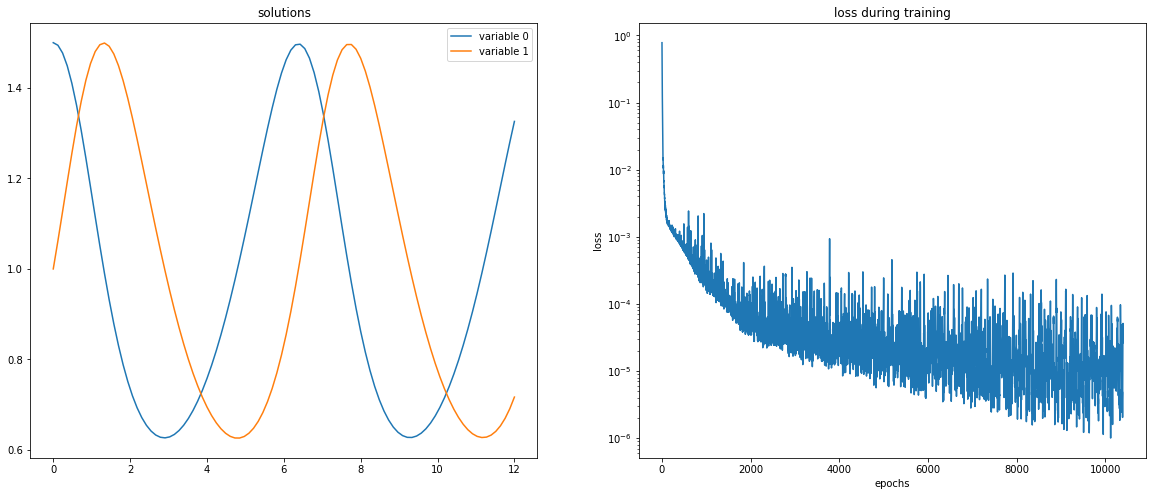 solutions
variable 0
variable 1
1.4
1.2
1.0
0.8
0.6
0 2 4 6 8 10 12
loss during training
10⁰
10⁻¹
10⁻²
10⁻³
10⁻⁴
10⁻⁵
10⁻⁶
loss
0 2000 4000 6000 8000 10000
epochs